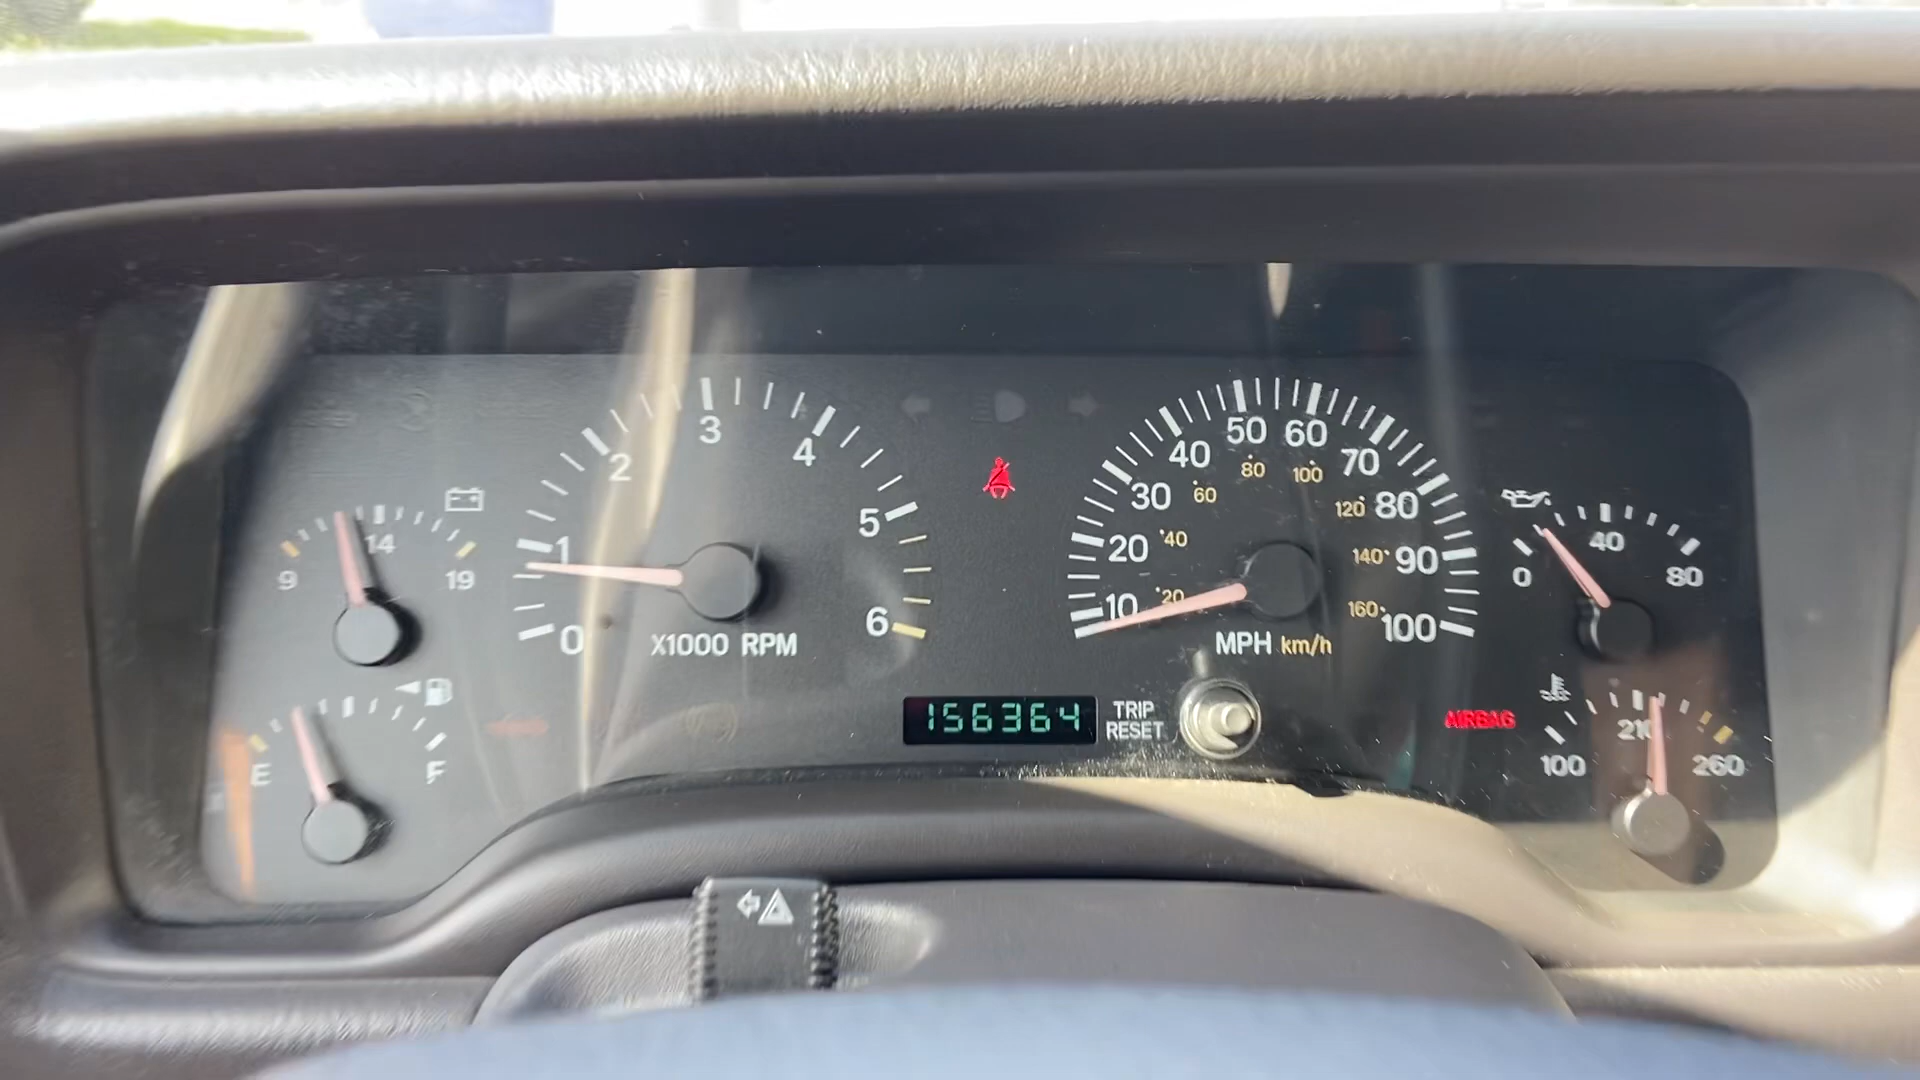 9 14 19
E F
0 1 2 3 4 5 6
X1000 RPM
10 20 30 40 50 60 70 80 90 100
20 40 60 80 100 120 140 160
MPH km/h
156364
TRIP
RESET
AIRBAG
0 40 80
100 210 260